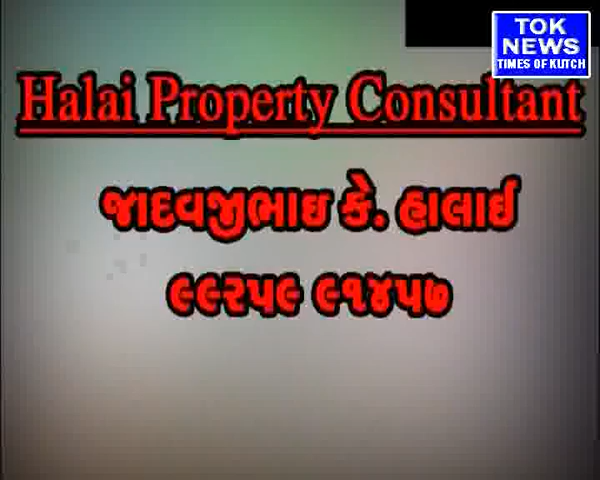 TOK
NEWS
TIMES OF KUTCH
Halai Property Consultant
જાદવજીભાઇ કે. હાલાઈ
૯૯૨૫૯ ૯૧૪૫૭